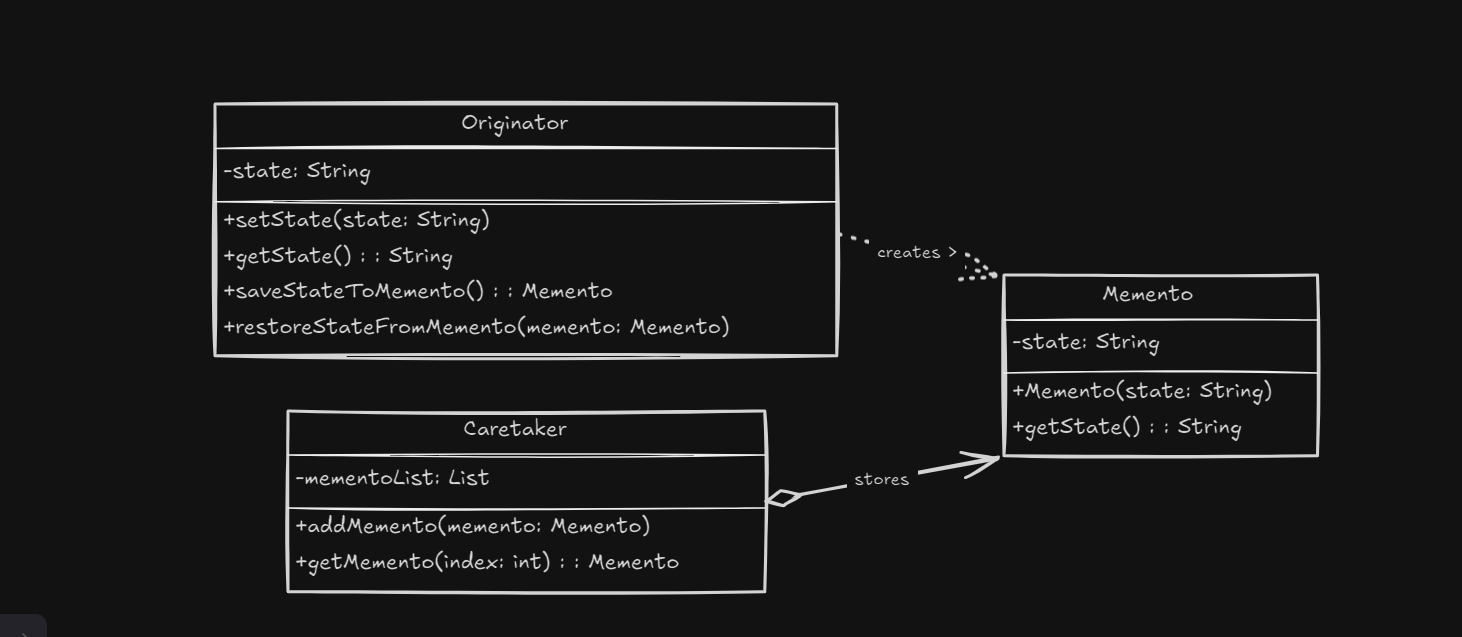 Originator
-state: String
+setState(state: String)
+getState() : : String
+saveStateToMemento() : : Memento
+restoreStateFromMemento(memento: Memento)
creates >
Memento
-state: String
+Memento(state: String)
+getState() : : String
Caretaker
-mementoList: List
+addMemento(memento: Memento)
+getMemento(index: int) : : Memento
stores